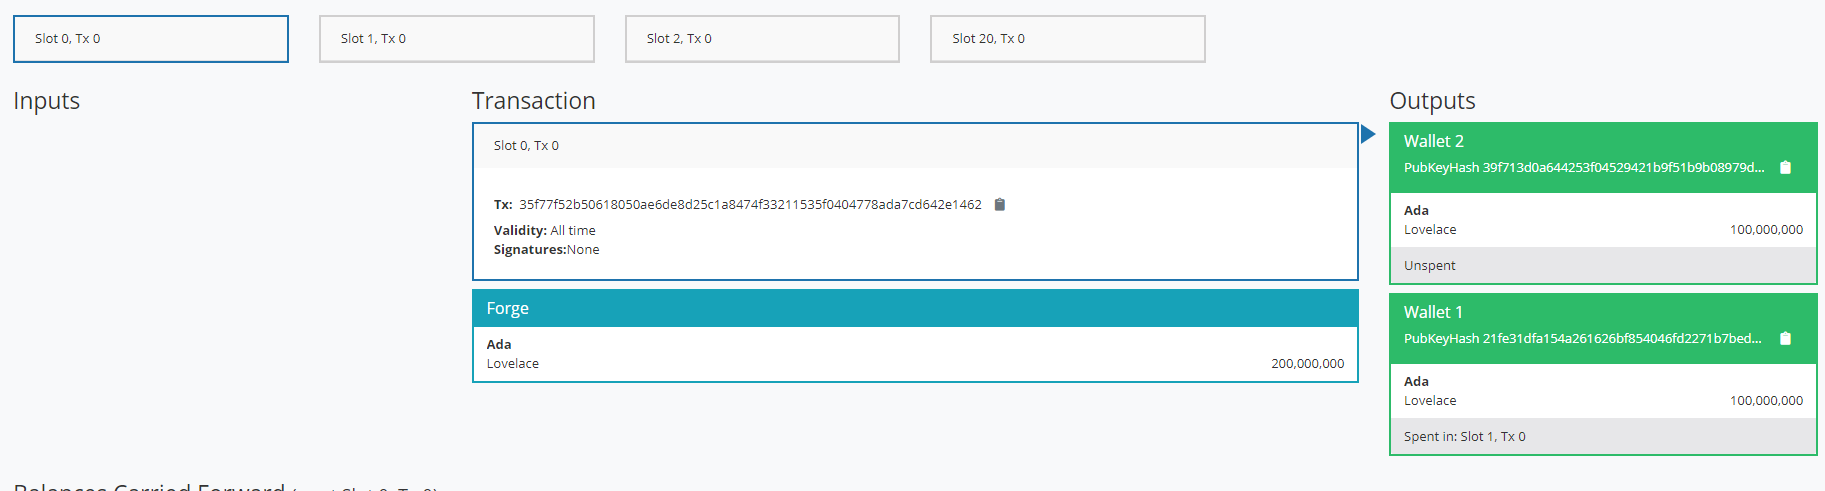 Slot 0, Tx 0
Slot 1, Tx 0
Slot 2, Tx 0
Slot 20, Tx 0
Inputs
Transaction
Slot 0, Tx 0
Tx: 35f77f52b50618050ae6de8d25c1a8474f33211535f0404778ada7cd642e1462
Validity: All time
Signatures:None
Forge
Ada
Lovelace 200,000,000
Outputs
Wallet 2
PubKeyHash 39f713d0a644253f04529421b9f51b9b08979d...
Ada
Lovelace 100,000,000
Unspent
Wallet 1
PubKeyHash 21fe31dfa154a261626bf854046fd2271b7bed...
Ada
Lovelace 100,000,000
Spent in: Slot 1, Tx 0
Balances Carried Forward